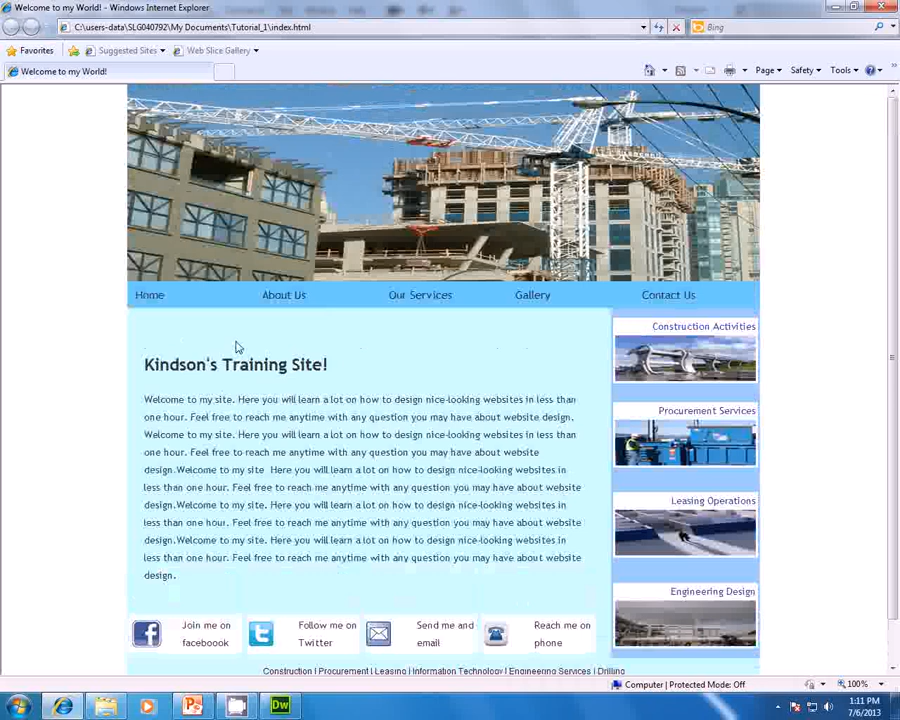 Welcome to my World! - Windows Internet Explorer
C:\users-data\SLG040792\My Documents\Tutorial_1\index.html
Bing
Favorites
Suggested Sites
Web Slice Gallery
Welcome to my World!
Page
Safety
Tools
Home
About Us
Our Services
Gallery
Contact Us
Kindson's Training Site!
Welcome to my site. Here you will learn a lot on how to design nice-looking websites in less than
one hour. Feel free to reach me anytime with any question you may have about website design.
Welcome to my site. Here you will learn a lot on how to design nice-looking websites in less than
one hour. Feel free to reach me anytime with any question you may have about website
design.Welcome to my site  Here you will learn a lot on how to design nice-looking websites in
less than one hour. Feel free to reach me anytime with any question you may have about website
design.Welcome to my site. Here you will learn a lot on how to design nice-looking websites in
less than one hour. Feel free to reach me anytime with any question you may have about website
design.Welcome to my site. Here you will learn a lot on how to design nice-looking websites in
less than one hour. Feel free to reach me anytime with any question you may have about website
design.
Construction Activities
Procurement Services
Leasing Operations
Engineering Design
Join me on
faceboook
Follow me on
Twitter
Send me and
email
Reach me on
phone
Construction | Procurement | Leasing | Information Technology | Engineering Services | Drilling
Computer | Protected Mode: Off
100%
Dw
1:11 PM
7/6/2013